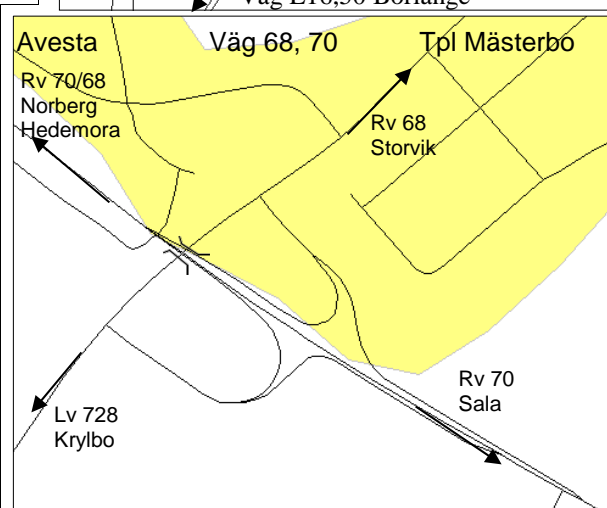 Väg E16,50 Borlänge
Avesta Väg 68, 70 Tpl Mästerbo
Rv 70/68
Norberg
Hedemora
Rv 68
Storvik
Rv 70
Sala
Lv 728
Krylbo